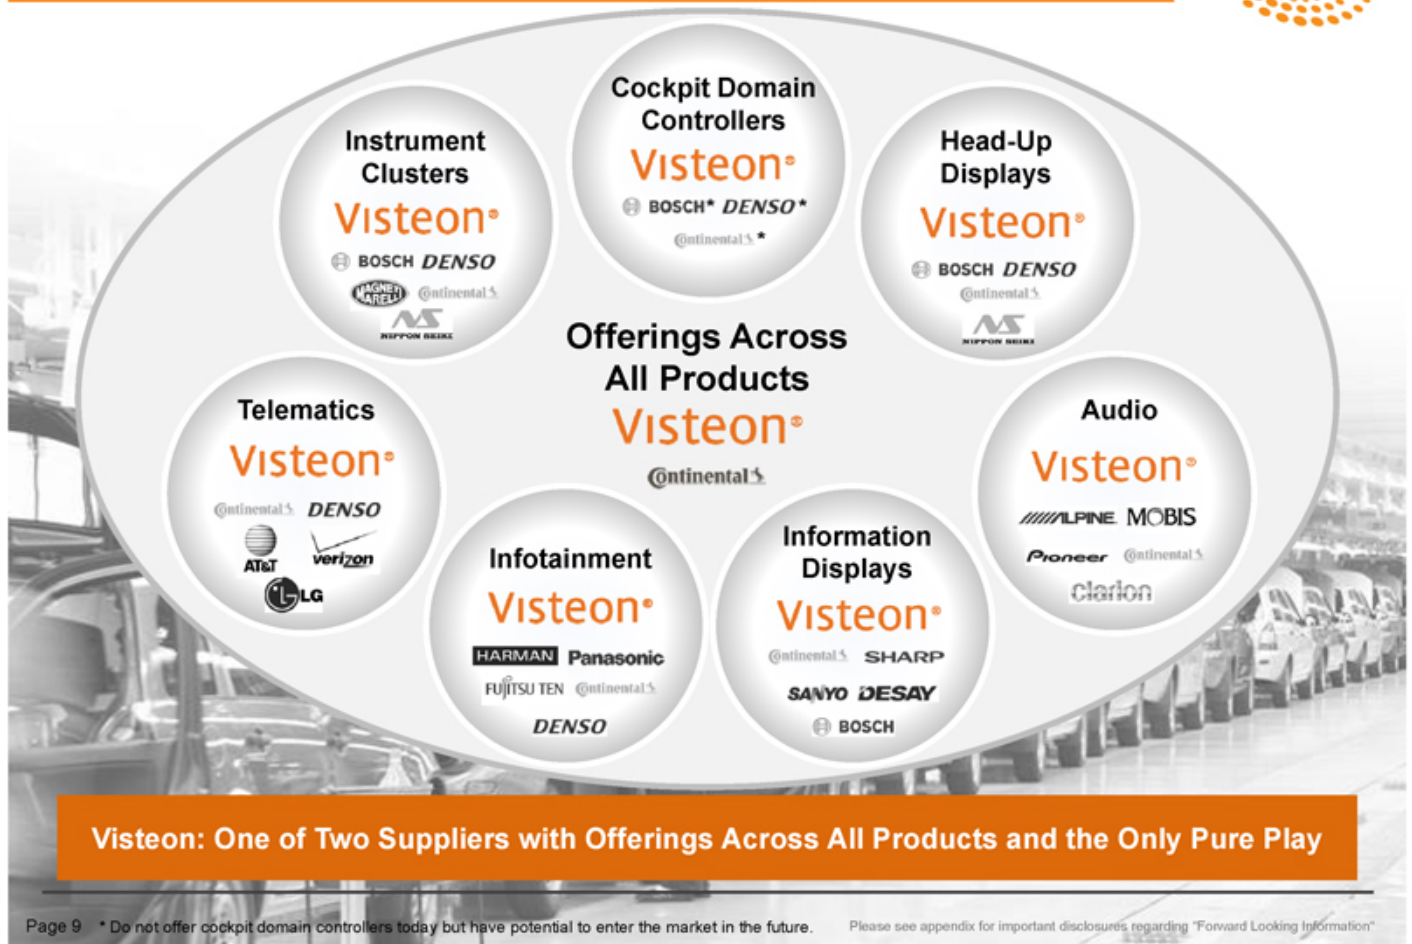 Cockpit Domain
Controllers
Visteon®
BOSCH* DENSO*
Continental*
Instrument
Clusters
Visteon®
BOSCH DENSO
MAGNETI MARELLI Continental
NS
NIPPON SEIKI
Head-Up
Displays
Visteon®
BOSCH DENSO
Continental
NS
NIPPON SEIKI
Offerings Across
All Products
Visteon®
Continental
Telematics
Visteon®
Continental DENSO
AT&T verizon
LG
Audio
Visteon®
ALPINE MOBIS
Pioneer Continental
Clarion
Infotainment
Visteon®
HARMAN Panasonic
FUJITSU TEN Continental
DENSO
Information
Displays
Visteon®
Continental SHARP
SANYO DESAY
BOSCH
Visteon: One of Two Suppliers with Offerings Across All Products and the Only Pure Play
Page 9 * Do not offer cockpit domain controllers today but have potential to enter the market in the future. Please see appendix for important disclosures regarding "Forward Looking Information"